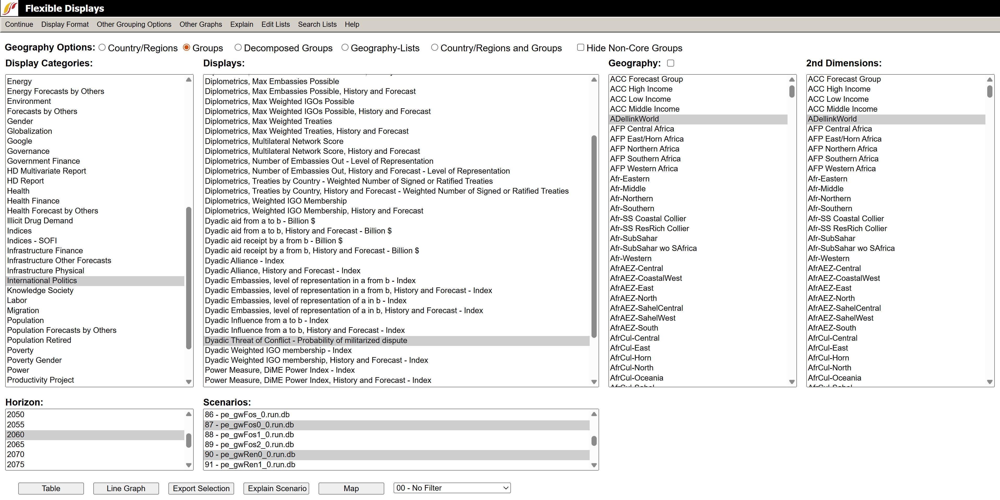 Flexible Displays
Continue Display Format Other Grouping Options Other Graphs Explain Edit Lists Search Lists Help
Geography Options: Country/Regions Groups Decomposed Groups Geography-Lists Country/Regions and Groups Hide Non-Core Groups
Display Categories:
Energy
Energy Forecasts by Others
Environment
Forecasts by Others
Gender
Globalization
Google
Governance
Government Finance
HD Multivariate Report
HD Report
Health
Health Finance
Health Forecast by Others
Illicit Drug Demand
Indices
Indices - SOFI
Infrastructure Finance
Infrastructure Other Forecasts
Infrastructure Physical
International Politics
Knowledge Society
Labor
Migration
Population
Population Forecasts by Others
Population Retired
Poverty
Poverty Gender
Power
Productivity Project
Displays:
Diplometrics, Max Embassies Possible
Diplometrics, Max Embassies Possible, History and Forecast
Diplometrics, Max Weighted IGOs Possible
Diplometrics, Max Weighted IGOs Possible, History and Forecast
Diplometrics, Max Weighted Treaties
Diplometrics, Max Weighted Treaties, History and Forecast
Diplometrics, Multilateral Network Score
Diplometrics, Multilateral Network Score, History and Forecast
Diplometrics, Number of Embassies Out - Level of Representation
Diplometrics, Number of Embassies Out, History and Forecast - Level of Representation
Diplometrics, Treaties by Country - Weighted Number of Signed or Ratified Treaties
Diplometrics, Treaties by Country, History and Forecast - Weighted Number of Signed or Ratified Treaties
Diplometrics, Weighted IGO Membership
Diplometrics, Weighted IGO Membership, History and Forecast
Dyadic aid from a to b - Billion $
Dyadic aid from a to b, History and Forecast - Billion $
Dyadic aid receipt by a from b - Billion $
Dyadic aid receipt by a from b, History and Forecast - Billion $
Dyadic Alliance - Index
Dyadic Alliance, History and Forecast - Index
Dyadic Embassies, level of representation in a from b - Index
Dyadic Embassies, level of representation in a from b, History and Forecast - Index
Dyadic Embassies, level of representation of a in b - Index
Dyadic Embassies, level of representation of a in b, History and Forecast - Index
Dyadic Influence from a to b - Index
Dyadic Influence from a to b, History and Forecast - Index
Dyadic Threat of Conflict - Probability of militarized dispute
Dyadic Weighted IGO membership - Index
Dyadic Weighted IGO membership, History and Forecast - Index
Power Measure, DiME Power Index - Index
Power Measure, DiME Power Index, History and Forecast - Index
Geography:
ACC Forecast Group
ACC High Income
ACC Low Income
ACC Middle Income
ADellinkWorld
AFP Central Africa
AFP East/Horn Africa
AFP Northern Africa
AFP Southern Africa
AFP Western Africa
Afr-Eastern
Afr-Middle
Afr-Northern
Afr-Southern
Afr-SS Coastal Collier
Afr-SS ResRich Collier
Afr-SubSahar
Afr-SubSahar wo SAfrica
Afr-Western
AfrAEZ-Central
AfrAEZ-CoastalWest
AfrAEZ-East
AfrAEZ-North
AfrAEZ-SahelCentral
AfrAEZ-SahelWest
AfrAEZ-South
AfrCul-Central
AfrCul-East
AfrCul-Horn
AfrCul-North
AfrCul-Oceania
AfrCul-Sahel
2nd Dimensions:
ACC Forecast Group
ACC High Income
ACC Low Income
ACC Middle Income
ADellinkWorld
AFP Central Africa
AFP East/Horn Africa
AFP Northern Africa
AFP Southern Africa
AFP Western Africa
Afr-Eastern
Afr-Middle
Afr-Northern
Afr-Southern
Afr-SS Coastal Collier
Afr-SS ResRich Collier
Afr-SubSahar
Afr-SubSahar wo SAfrica
Afr-Western
AfrAEZ-Central
AfrAEZ-CoastalWest
AfrAEZ-East
AfrAEZ-North
AfrAEZ-SahelCentral
AfrAEZ-SahelWest
AfrAEZ-South
AfrCul-Central
AfrCul-East
AfrCul-Horn
AfrCul-North
AfrCul-Oceania
AfrCul-Sahel
Horizon:
2050
2055
2060
2065
2070
2075
Scenarios:
86 - pe_gwFos_0.run.db
87 - pe_gwFos0_0.run.db
88 - pe_gwFos1_0.run.db
89 - pe_gwFos2_0.run.db
90 - pe_gwRen0_0.run.db
91 - pe_gwRen1_0.run.db
Table Line Graph Export Selection Explain Scenario Map 00 - No Filter